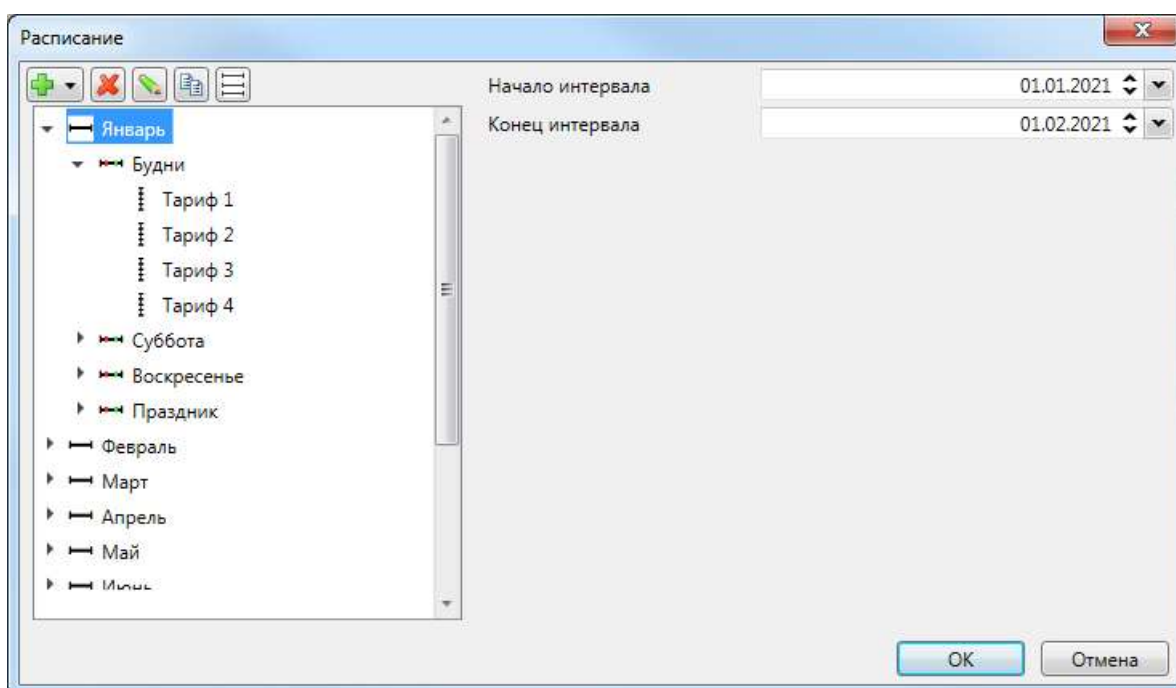 Расписание
Начало интервала 01.01.2021
Конец интервала 01.02.2021
Январь
Будни
Тариф 1
Тариф 2
Тариф 3
Тариф 4
Суббота
Воскресенье
Праздник
Февраль
Март
Апрель
Май
Июнь
OK Отмена